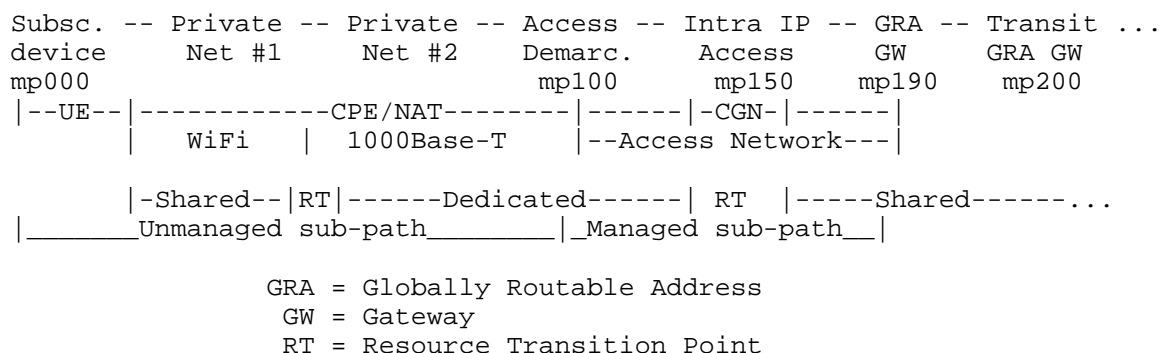 Subsc. -- Private -- Private -- Access -- Intra IP -- GRA -- Transit ...
device     Net #1     Net #2    Demarc.    Access     GW     GRA GW
mp000                            mp100      mp150    mp190    mp200
|--UE--|------------CPE/NAT--------|------|-CGN-|------|
       |   WiFi   |  1000Base-T    |--Access Network---|
       |-Shared--|RT|------Dedicated------| RT  |-----Shared------...
|_______Unmanaged sub-path________|_Managed sub-path__|
GRA = Globally Routable Address
GW = Gateway
RT = Resource Transition Point